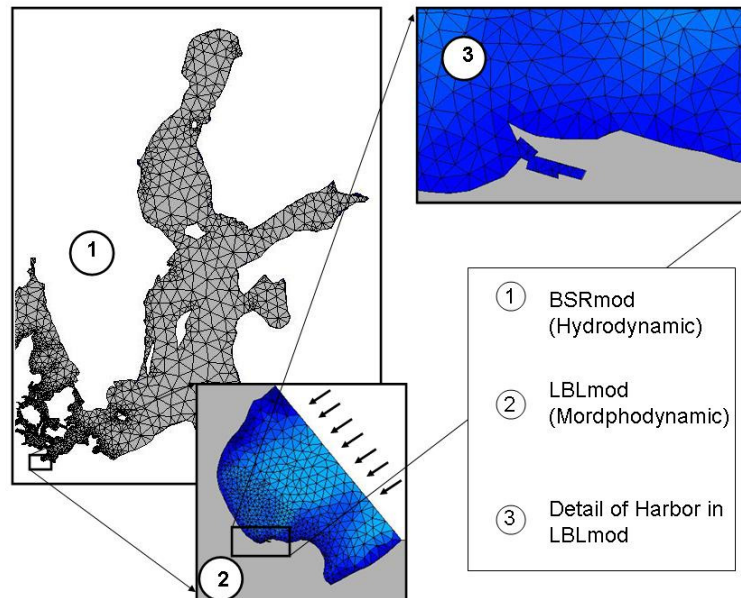 3
1
2
1 BSRmod
(Hydrodynamic)
2 LBLmod
(Mordphodynamic)
3 Detail of Harbor in
LBLmod